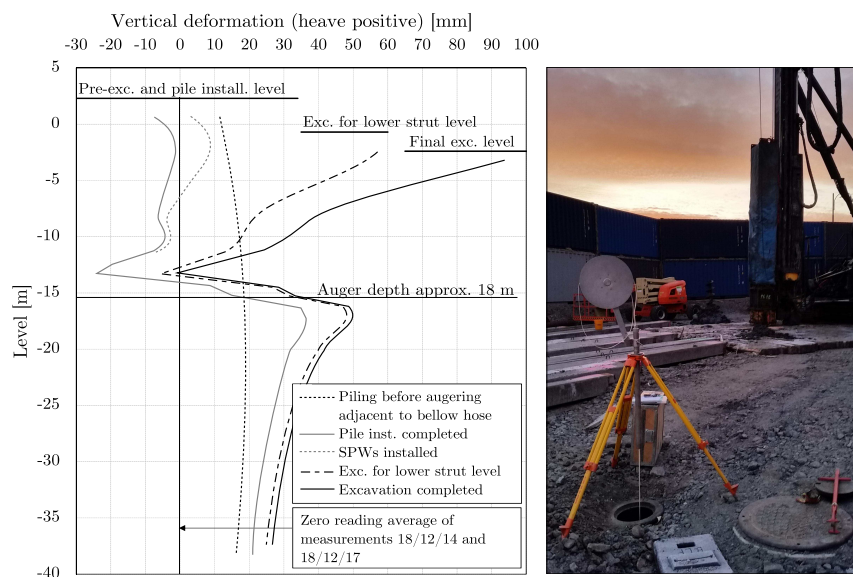 Vertical deformation (heave positive) [mm]
-30 -20 -10 0 10 20 30 40 50 60 70 80 90 100
5
Pre-exc. and pile install. level
0
Exc. for lower strut level
Final exc. level
-5
-10
-15
Auger depth approx. 18 m
Level [m]
-20
-25
-30
-35
-40
Piling before augering
adjacent to bellow hose
Pile inst. completed
SPWs installed
Exc. for lower strut level
Excavation completed
Zero reading average of
measurements 18/12/14 and
18/12/17